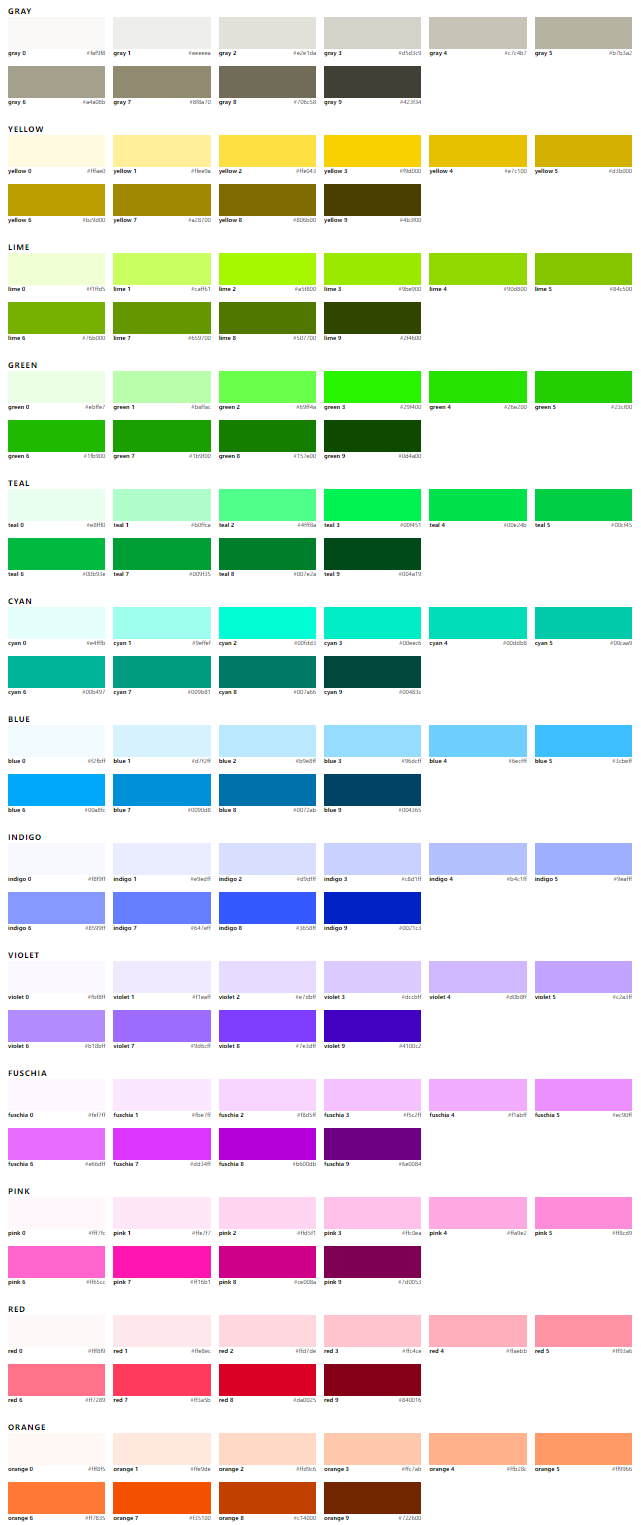 GRAY
gray 0 #faf9f8 gray 1 #eeeeea gray 2 #e2e1da gray 3 #d5d3c9 gray 4 #c7c4b7 gray 5 #b7b3a2
gray 6 #a4a08b gray 7 #8f8a70 gray 8 #706c58 gray 9 #423f34
YELLOW
yellow 0 #fffae0 yellow 1 #ffee9a yellow 2 #ffe043 yellow 3 #f9d000 yellow 4 #e7c100 yellow 5 #d3b000
yellow 6 #bc9d00 yellow 7 #a28700 yellow 8 #806b00 yellow 9 #4b3f00
LIME
lime 0 #f1ffd5 lime 1 #caff61 lime 2 #a5f800 lime 3 #9be900 lime 4 #90d800 lime 5 #84c500
lime 6 #76b000 lime 7 #659700 lime 8 #507700 lime 9 #2f4600
GREEN
green 0 #ebffe7 green 1 #baffac green 2 #69ff4a green 3 #29f400 green 4 #26e200 green 5 #23cf00
green 6 #1fb900 green 7 #1b9f00 green 8 #157e00 green 9 #0d4a00
TEAL
teal 0 #e8fff0 teal 1 #b0ffca teal 2 #4fff8a teal 3 #00f451 teal 4 #00e24b teal 5 #00cf45
teal 6 #00b93e teal 7 #009f35 teal 8 #007e2a teal 9 #004a19
CYAN
cyan 0 #e4fffb cyan 1 #9effef cyan 2 #00fdd3 cyan 3 #00eec6 cyan 4 #00ddb8 cyan 5 #00caa9
cyan 6 #00b497 cyan 7 #009b81 cyan 8 #007a66 cyan 9 #00483c
BLUE
blue 0 #f2fbff blue 1 #d7f2ff blue 2 #b9e8ff blue 3 #96dcff blue 4 #6ecfff blue 5 #3cbeff
blue 6 #00a8fc blue 7 #0090d8 blue 8 #0072ab blue 9 #004365
INDIGO
indigo 0 #f8f9ff indigo 1 #e9edff indigo 2 #d9dfff indigo 3 #c8d1ff indigo 4 #b4c1ff indigo 5 #9eafff
indigo 6 #8599ff indigo 7 #647eff indigo 8 #3658ff indigo 9 #0021c3
VIOLET
violet 0 #fbf8ff violet 1 #f1eaff violet 2 #e7dbff violet 3 #dccbff violet 4 #d0b8ff violet 5 #c2a3ff
violet 6 #b18bff violet 7 #9d6cff violet 8 #7e3dff violet 9 #4100c2
FUSCHIA
fuschia 0 #fef7ff fuschia 1 #fbe7ff fuschia 2 #f8d5ff fuschia 3 #f5c2ff fuschia 4 #f1abff fuschia 5 #ec90ff
fuschia 6 #e66dff fuschia 7 #dd34ff fuschia 8 #b600db fuschia 9 #6e0084
PINK
pink 0 #fff7fc pink 1 #ffe7f7 pink 2 #ffd5f1 pink 3 #ffc0ea pink 4 #ffa9e2 pink 5 #ff8cd9
pink 6 #ff65cc pink 7 #ff16b1 pink 8 #ce008a pink 9 #7d0053
RED
red 0 #fff8f9 red 1 #ffe8ec red 2 #ffd7de red 3 #ffc4ce red 4 #ffaebb red 5 #ff93a6
red 6 #ff7289 red 7 #ff3a5b red 8 #da0025 red 9 #840016
ORANGE
orange 0 #fff8f5 orange 1 #ffe9de orange 2 #ffd9c6 orange 3 #ffc7ab orange 4 #ffb28c orange 5 #ff9966
orange 6 #ff7835 orange 7 #f35100 orange 8 #c14000 orange 9 #722600